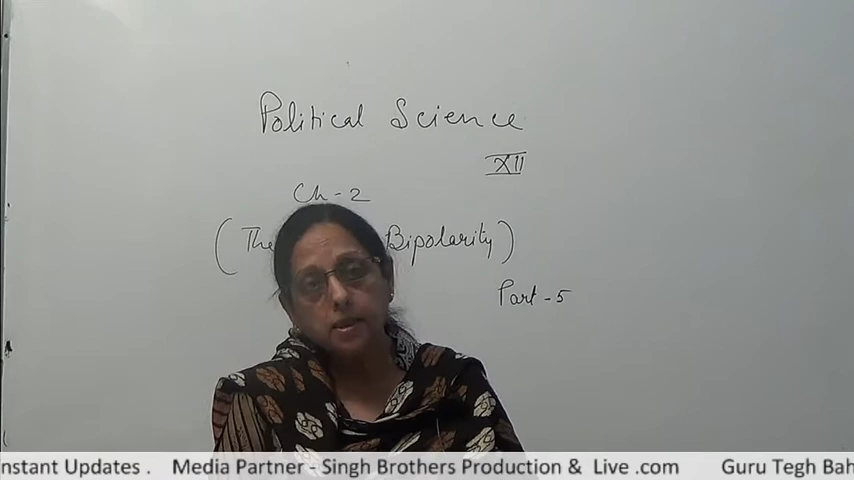 Political Science
XII
Ch-2
(The Bipolarity)
Part-5
nstant Updates . Media Partner - Singh Brothers Production & Live .com Guru Tegh Bah